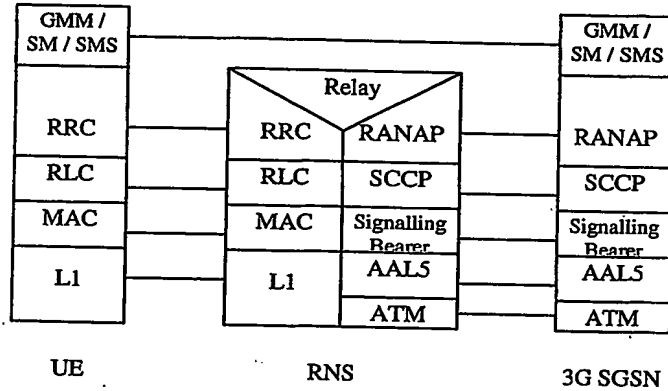 GMM /
SM / SMS
RRC
RLC
MAC
L1
UE
Relay
RRC
RANAP
RLC
SCCP
MAC
Signalling
Bearer
L1
AAL5
ATM
RNS
GMM /
SM / SMS
RANAP
SCCP
Signalling
Bearer
AAL5
ATM
3G SGSN